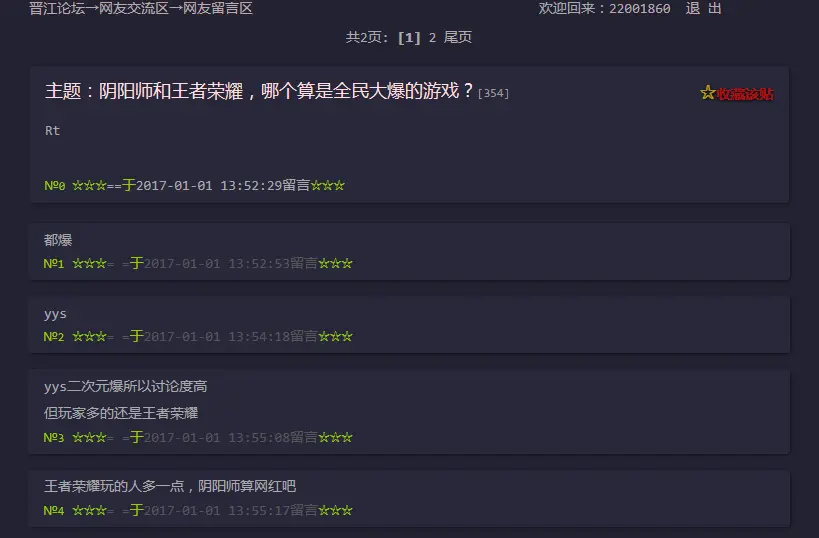 晋江论坛→网友交流区→网友留言区
欢迎回来：22001860 退 出
共2页: [1] 2 尾页
主题：阴阳师和王者荣耀，哪个算是全民大爆的游戏？[354]
☆收藏该贴
Rt
№0 ☆☆☆==于2017-01-01 13:52:29留言☆☆☆
都爆
№1 ☆☆☆= =于2017-01-01 13:52:53留言☆☆☆
yys
№2 ☆☆☆= =于2017-01-01 13:54:18留言☆☆☆
yys二次元爆所以讨论度高
但玩家多的还是王者荣耀
№3 ☆☆☆= =于2017-01-01 13:55:08留言☆☆☆
王者荣耀玩的人多一点，阴阳师算网红吧
№4 ☆☆☆= =于2017-01-01 13:55:17留言☆☆☆